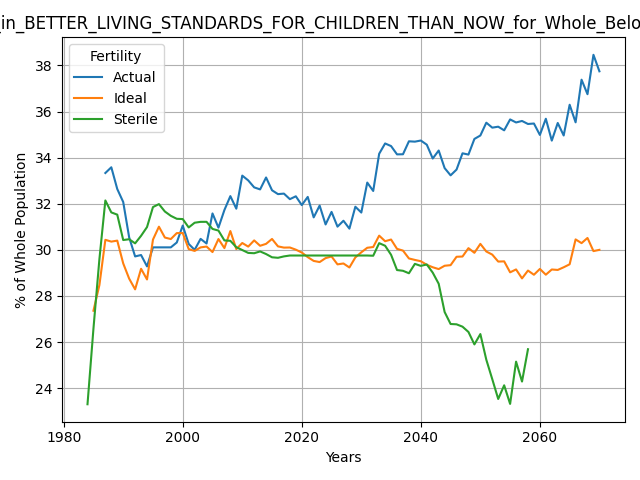 _in_BETTER_LIVING_STANDARDS_FOR_CHILDREN_THAN_NOW_for_Whole_Belo
Fertility
Actual
Ideal
Sterile
% of Whole Population
38
36
34
32
30
28
26
24
1980
2000
2020
2040
2060
Years